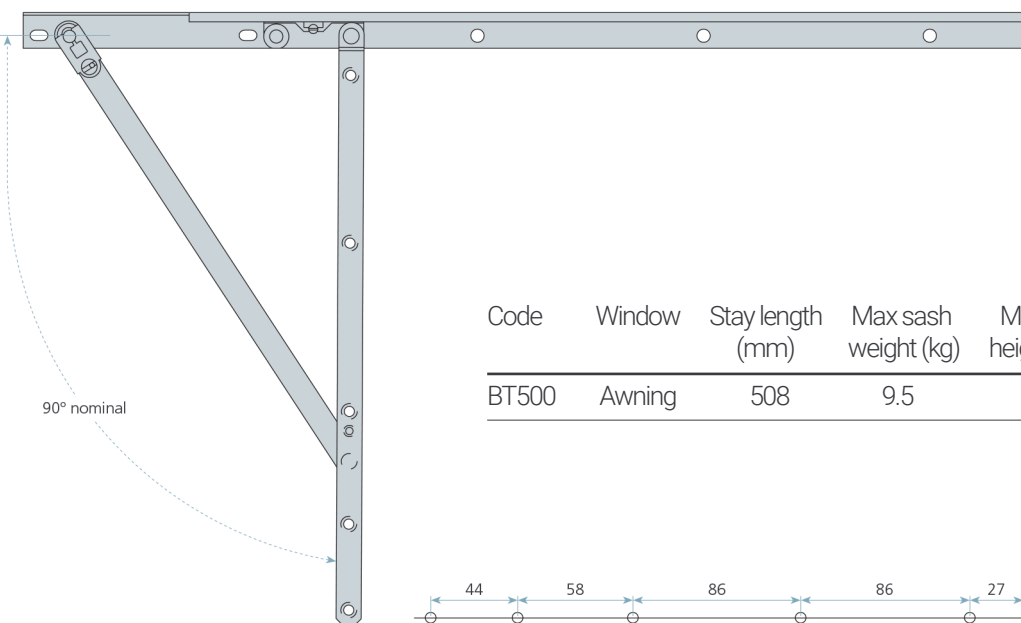 Code Window Stay length Max sash
(mm) weight (kg)
BT500 Awning 508 9.5
90º nominal
44 58 86 86 27